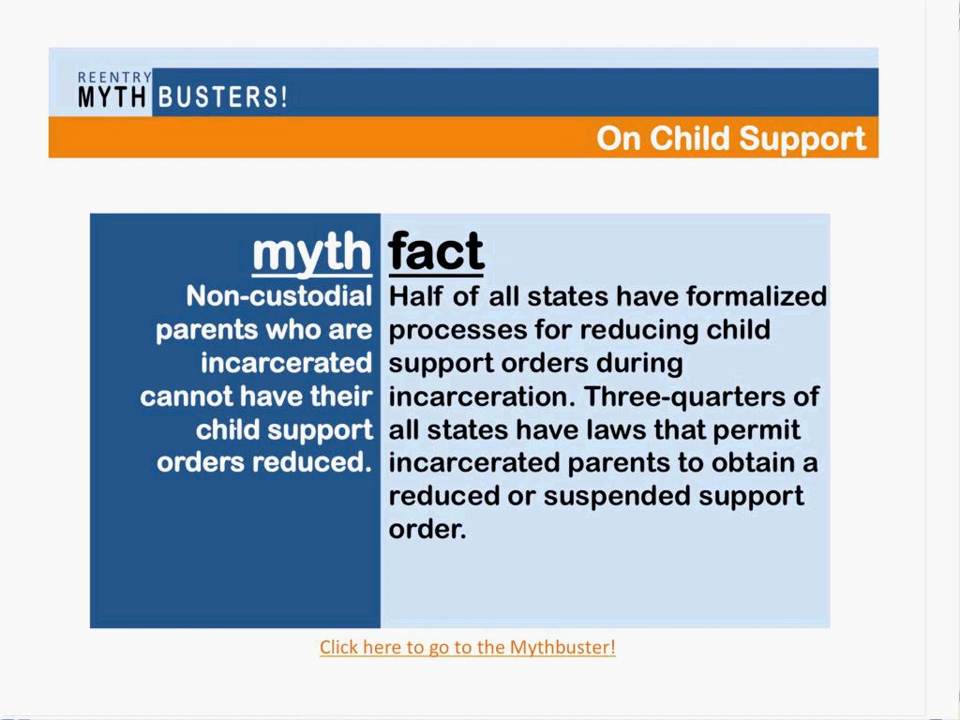 REENTRY
MYTH BUSTERS!
On Child Support
myth
Non-custodial
parents who are
incarcerated
cannot have their
child support
orders reduced.
fact
Half of all states have formalized
processes for reducing child
support orders during
incarceration. Three-quarters of
all states have laws that permit
incarcerated parents to obtain a
reduced or suspended support
order.
Click here to go to the Mythbuster!